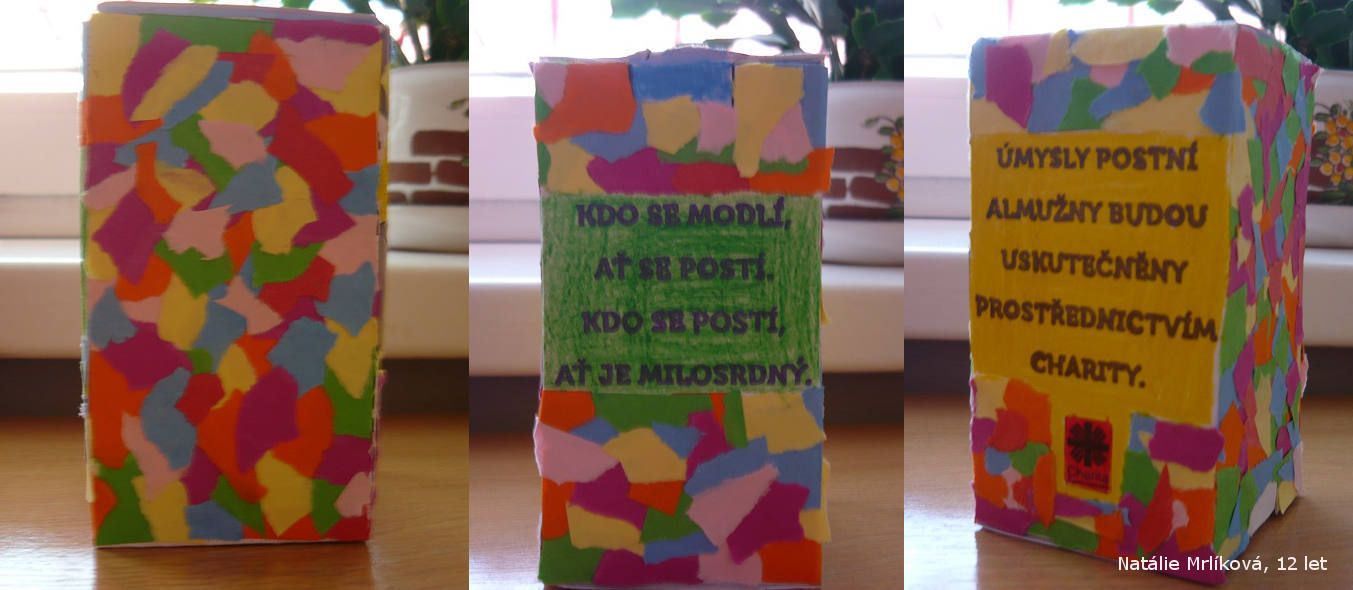 KDO SE MODLÍ,
AŤ SE POSTÍ.
KDO SE POSTÍ,
AŤ JE MILOSRDNÝ.
ÚMYSLY POSTNÍ
ALMUŽNY BUDOU
USKUTEČNĚNY
PROSTŘEDNICTVÍM
CHARITY.
Charita
Natálie Mrlíková, 12 let